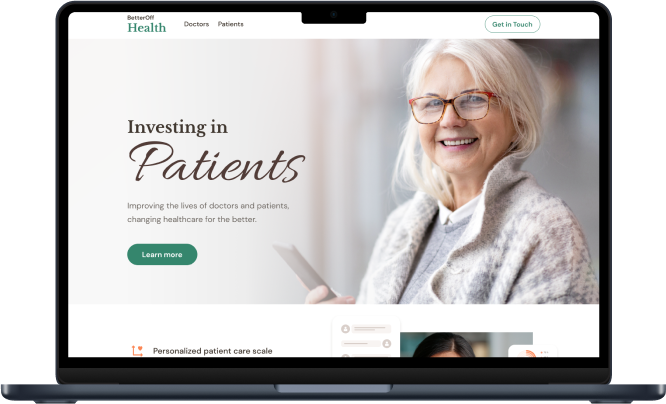 BetterOff
Health
Doctors Patients
Get in Touch
Investing in
Patients
Improving the lives of doctors and patients,
changing healthcare for the better.
Learn more
Personalized patient care scale